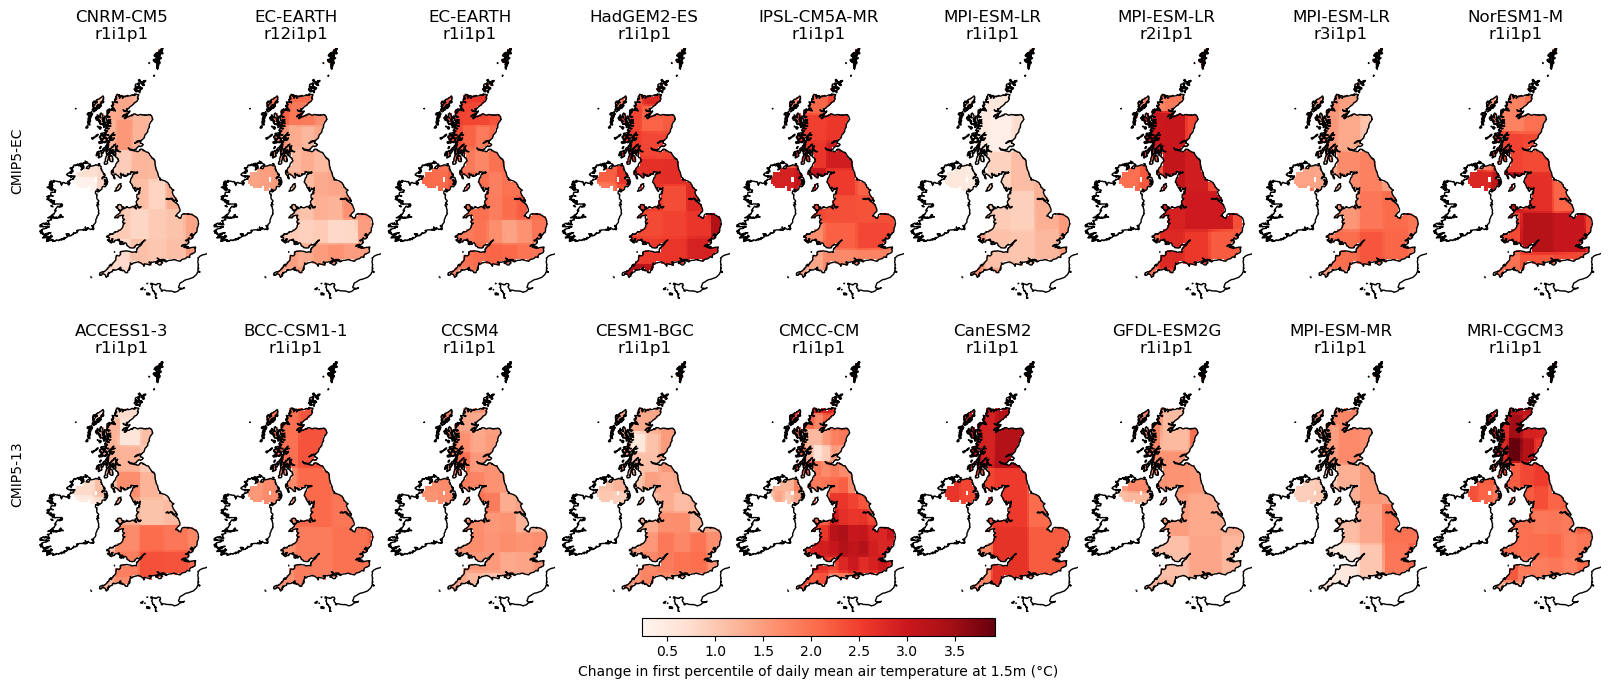 CNRM-CM5 EC-EARTH EC-EARTH HadGEM2-ES IPSL-CM5A-MR MPI-ESM-LR MPI-ESM-LR MPI-ESM-LR NorESM1-M
r1i1p1 r12i1p1 r1i1p1 r1i1p1 r1i1p1 r1i1p1 r2i1p1 r3i1p1 r1i1p1
CMIP5-EC
ACCESS1-3 BCC-CSM1-1 CCSM4 CESM1-BGC CMCC-CM CanESM2 GFDL-ESM2G MPI-ESM-MR MRI-CGCM3
r1i1p1 r1i1p1 r1i1p1 r1i1p1 r1i1p1 r1i1p1 r1i1p1 r1i1p1 r1i1p1
CMIP5-13
0.5 1.0 1.5 2.0 2.5 3.0 3.5
Change in first percentile of daily mean air temperature at 1.5m (°C)